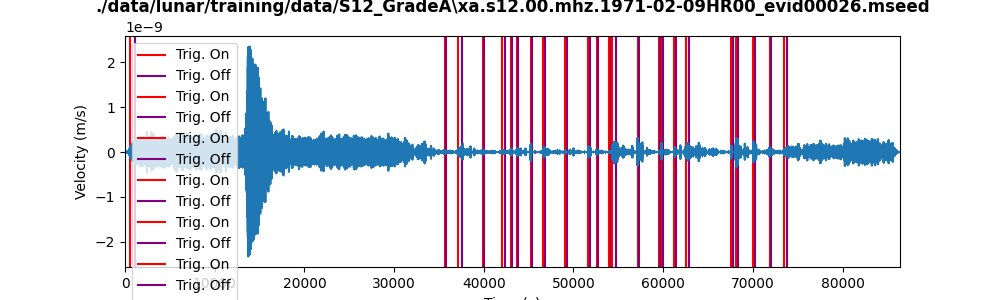 ./data/lunar/training/data/S12_GradeA\xa.s12.00.mhz.1971-02-09HR00_evid00026.mseed
1e−9
Trig. On
Trig. Off
Trig. On
Trig. Off
Trig. On
Trig. Off
Trig. On
Trig. Off
Trig. On
Trig. Off
Trig. On
Trig. Off
2
1
0
−1
−2
Velocity (m/s)
0 10000 20000 30000 40000 50000 60000 70000 80000